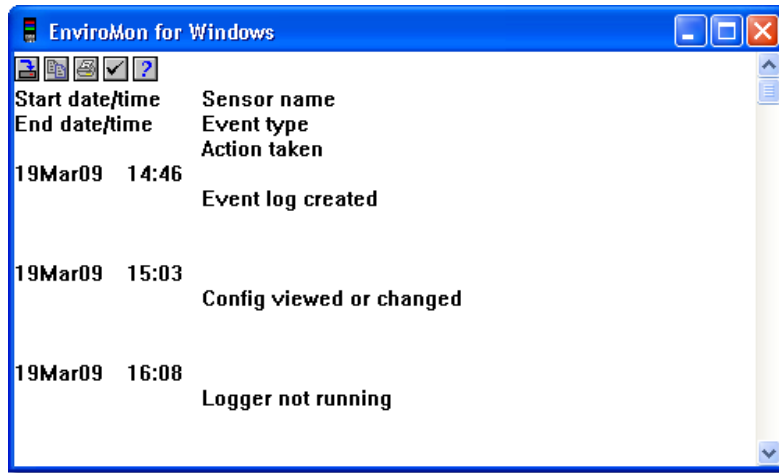 EnviroMon for Windows
?
Start date/time Sensor name
End date/time Event type
Action taken
19Mar09 14:46
Event log created
19Mar09 15:03
Config viewed or changed
19Mar09 16:08
Logger not running